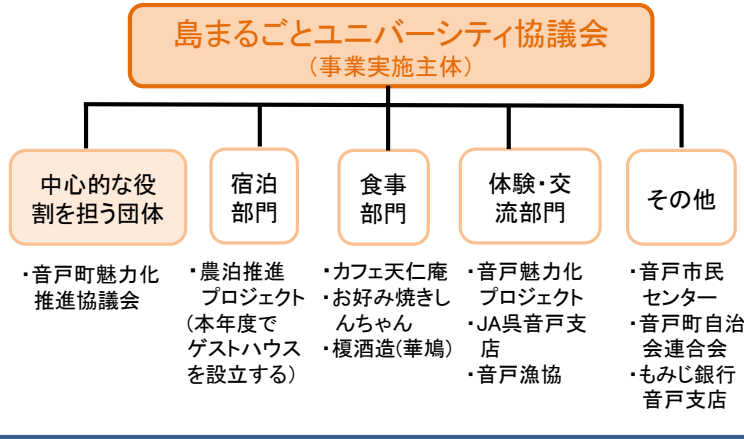 島まるごとユニバーシティ協議会
（事業実施主体）
中心的な役
割を担う団体
宿泊
部門
食事
部門
体験・交
流部門
その他
・音戸町魅力化
推進協議会
・農泊推進
プロジェクト
(本年度で
ゲストハウス
を設立する)
・カフェ天仁庵
・お好み焼きし
んちゃん
・榎酒造(華鳩)
・音戸魅力化
プロジェクト
・JA呉音戸支
店
・音戸漁協
・音戸市民
センター
・音戸町自治
会連合会
・もみじ銀行
音戸支店